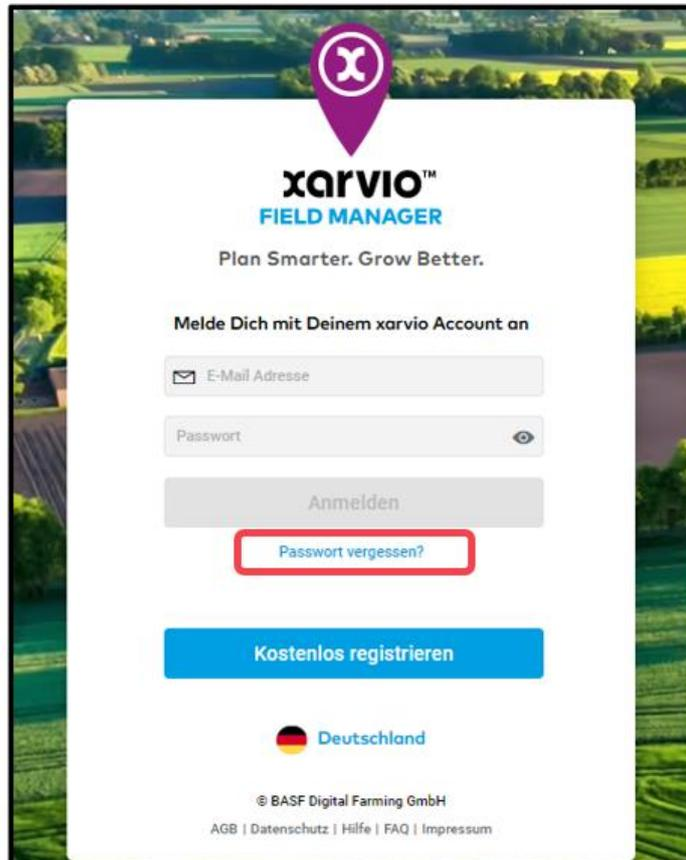 xarvio™
FIELD MANAGER
Plan Smarter. Grow Better.
Melde Dich mit Deinem xarvio Account an
E-Mail Adresse
Passwort
Anmelden
Passwort vergessen?
Kostenlos registrieren
Deutschland
© BASF Digital Farming GmbH
AGB | Datenschutz | Hilfe | FAQ | Impressum